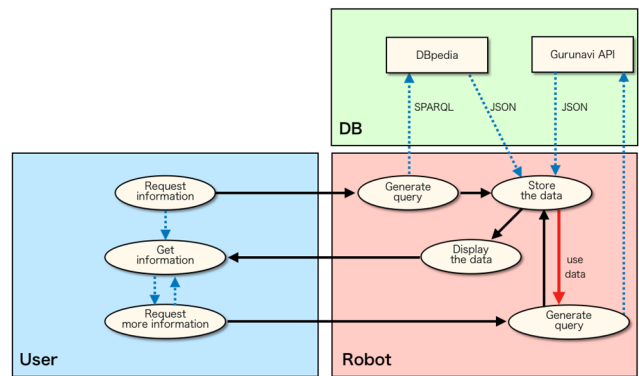 DBpedia
Gurunavi API
SPARQL
JSON
JSON
DB
Request
information
Generate
query
Store
the data
Get
information
Display
the data
use
data
Request
more information
Generate
query
User
Robot